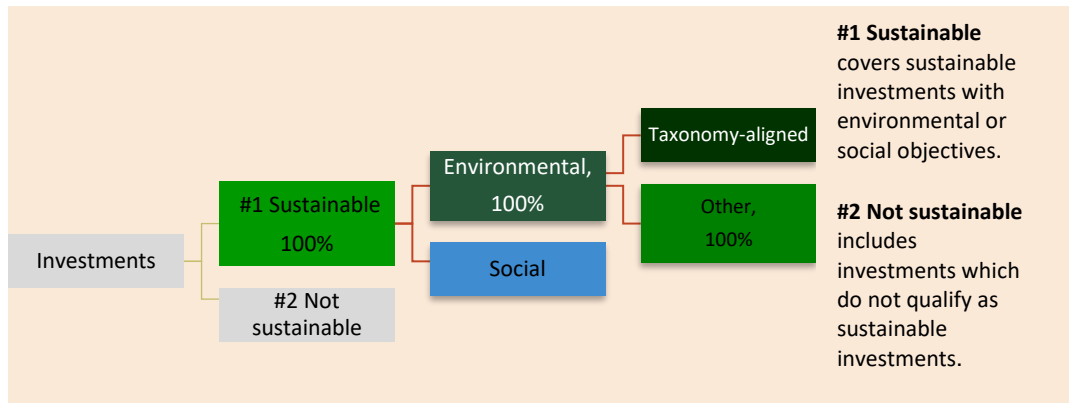 Investments
#1 Sustainable
100%
#2 Not
sustainable
Environmental,
100%
Social
Taxonomy-aligned
Other,
100%
#1 Sustainable
covers sustainable
investments with
environmental or
social objectives.
#2 Not sustainable
includes
investments which
do not qualify as
sustainable
investments.